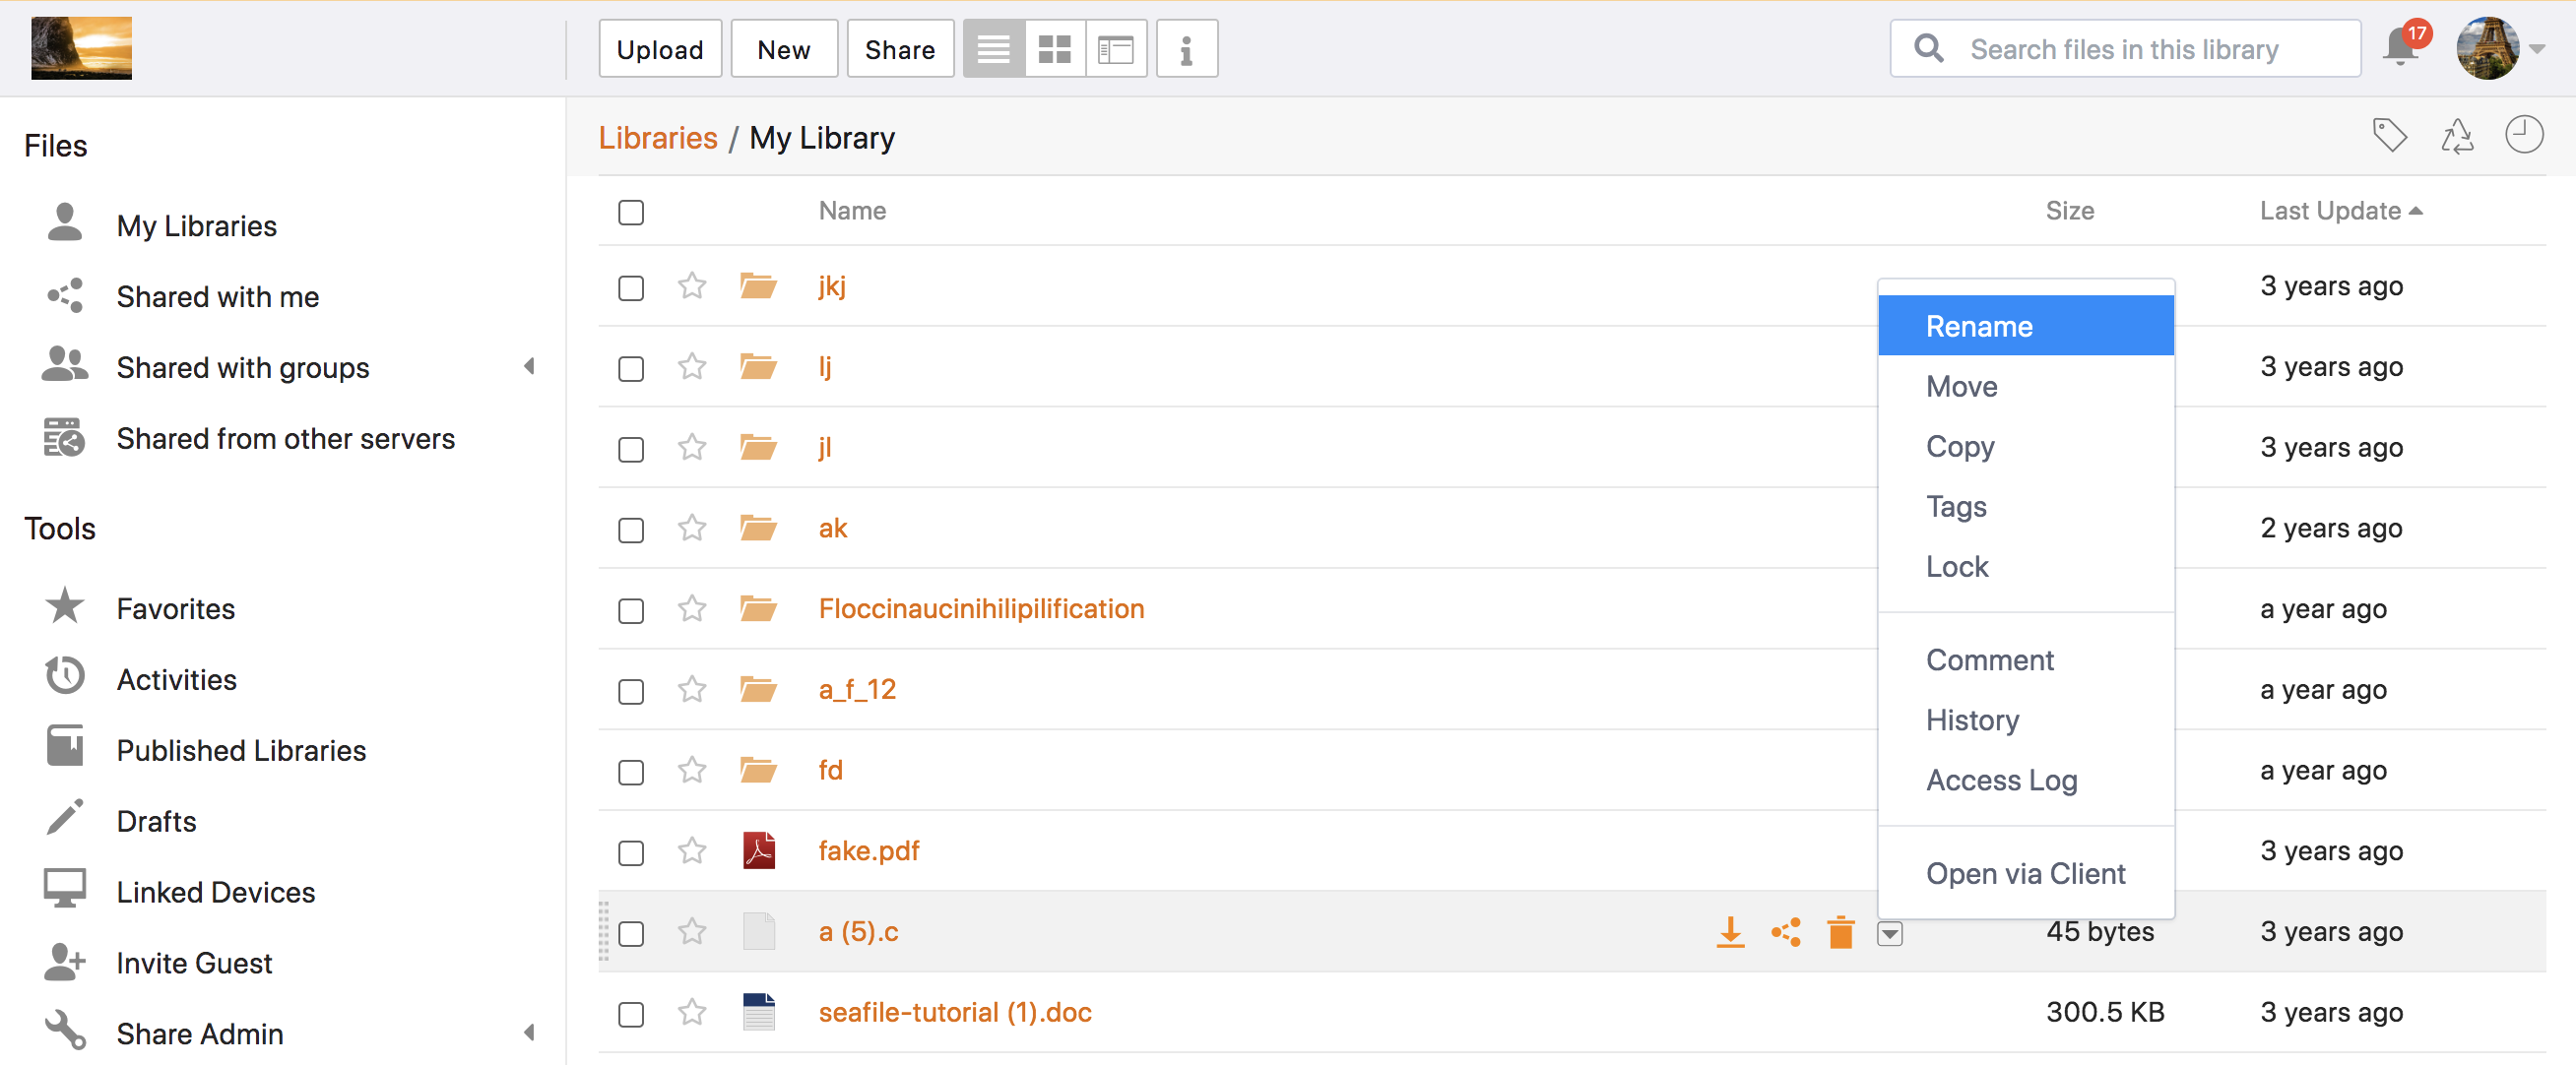 Upload New Share Search files in this library 17
Files
My Libraries
Shared with me
Shared with groups
Shared from other servers
Tools
Favorites
Activities
Published Libraries
Drafts
Linked Devices
Invite Guest
Share Admin
Libraries / My Library
Name Size Last Update
jkj 3 years ago
lj 3 years ago
jl 3 years ago
ak 2 years ago
Floccinaucinihilipilification a year ago
a_f_12 a year ago
fd a year ago
fake.pdf 3 years ago
a (5).c 45 bytes 3 years ago
seafile-tutorial (1).doc 300.5 KB 3 years ago
Rename
Move
Copy
Tags
Lock
Comment
History
Access Log
Open via Client